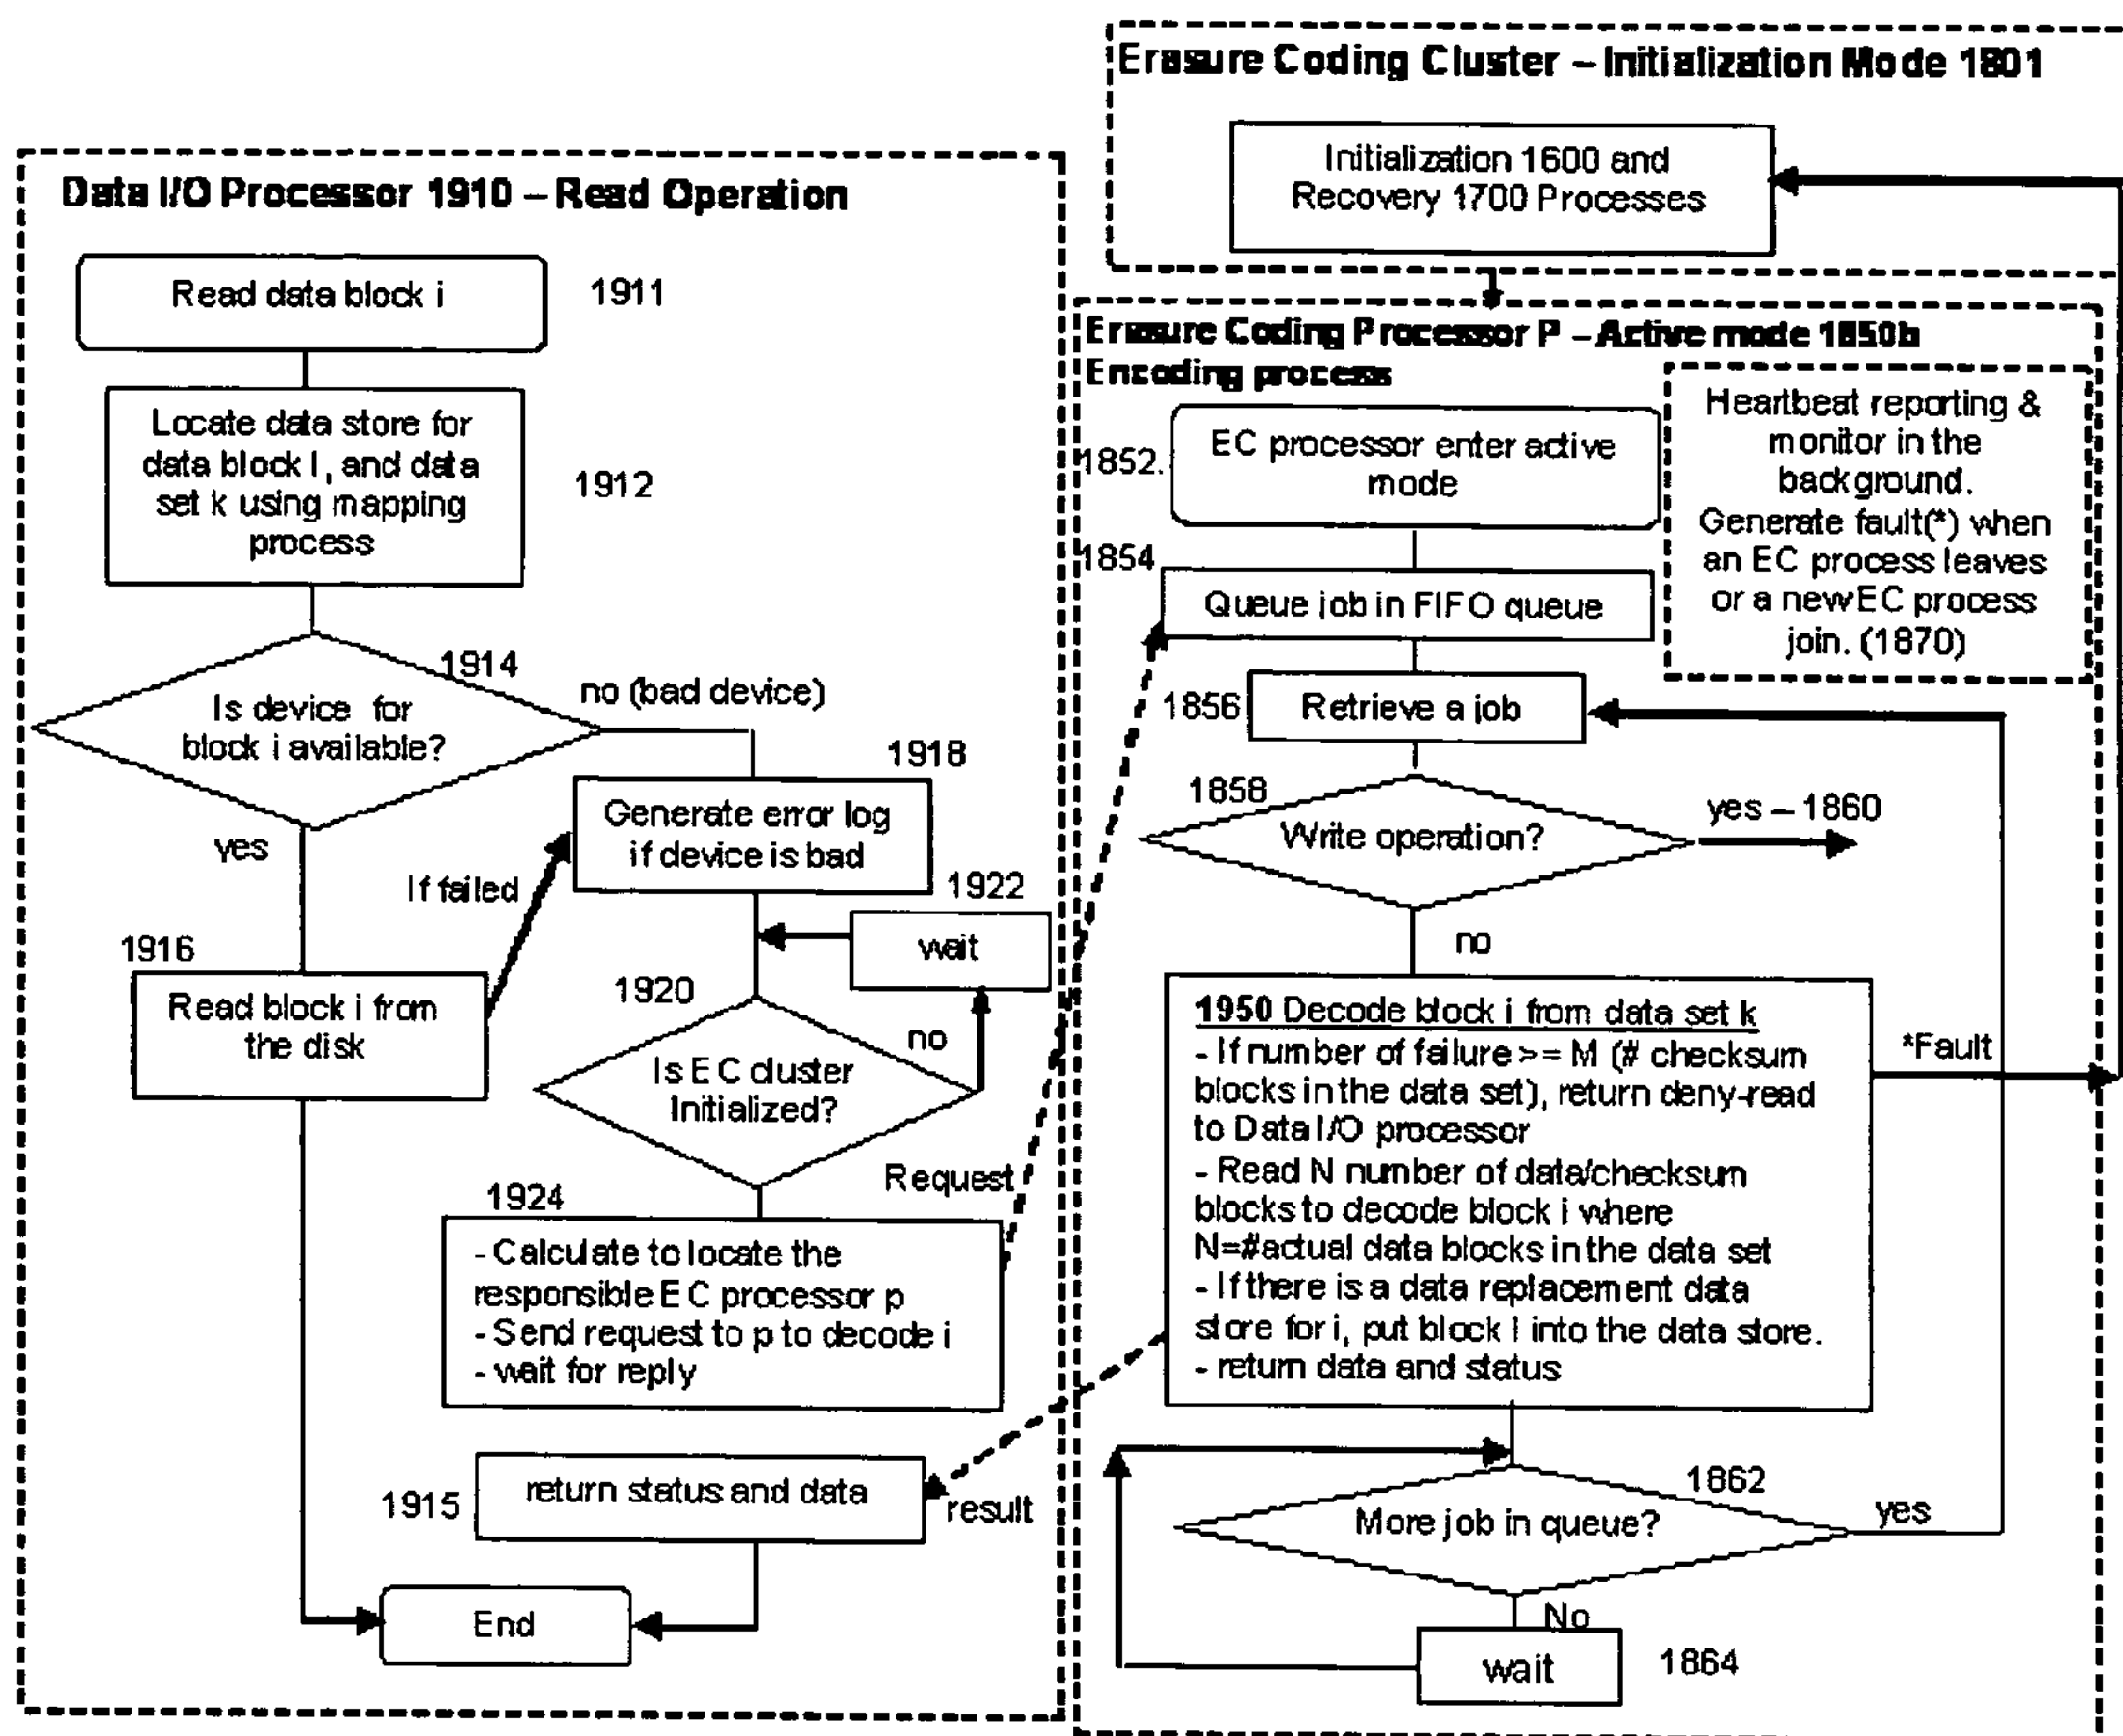 Erasure Coding Cluster – Initialization Mode 1801
Initialization 1600 and
Recovery 1700 Processes
Data I/O Processor 1910 – Read Operation
Read data block i
1911
Locate data store for
data block I, and data
set k using mapping
process
1912
1914
Is device for
block i available?
no (bad device)
yes
1918
Generate error log
if device is bad
If failed
1922
wait
1916
Read block i from
the disk
1920
Is EC cluster
Initialized?
no
Request
1924
- Calculate to locate the
responsible EC processor p
- Send request to p to decode i
- wait for reply
1915
return status and data
result
End
Erasure Coding Processor P – Active mode 1850b
Encoding process
1852.
EC processor enter active
mode
Heartbeat reporting &
monitor in the
background.
Generate fault(*) when
an EC process leaves
or a new EC process
join. (1870)
1854
Queue job in FIFO queue
1856
Retrieve a job
1858
Write operation?
yes – 1860
no
1950 Decode block i from data set k
- If number of failure >= M (# checksum
blocks in the data set), return deny-read
to Data I/O processor
- Read N number of data/checksum
blocks to decode block i where
N=#actual data blocks in the data set
- If there is a data replacement data
store for i, put block I into the data store.
- return data and status
*Fault
1862
More job in queue?
yes
No
wait
1864